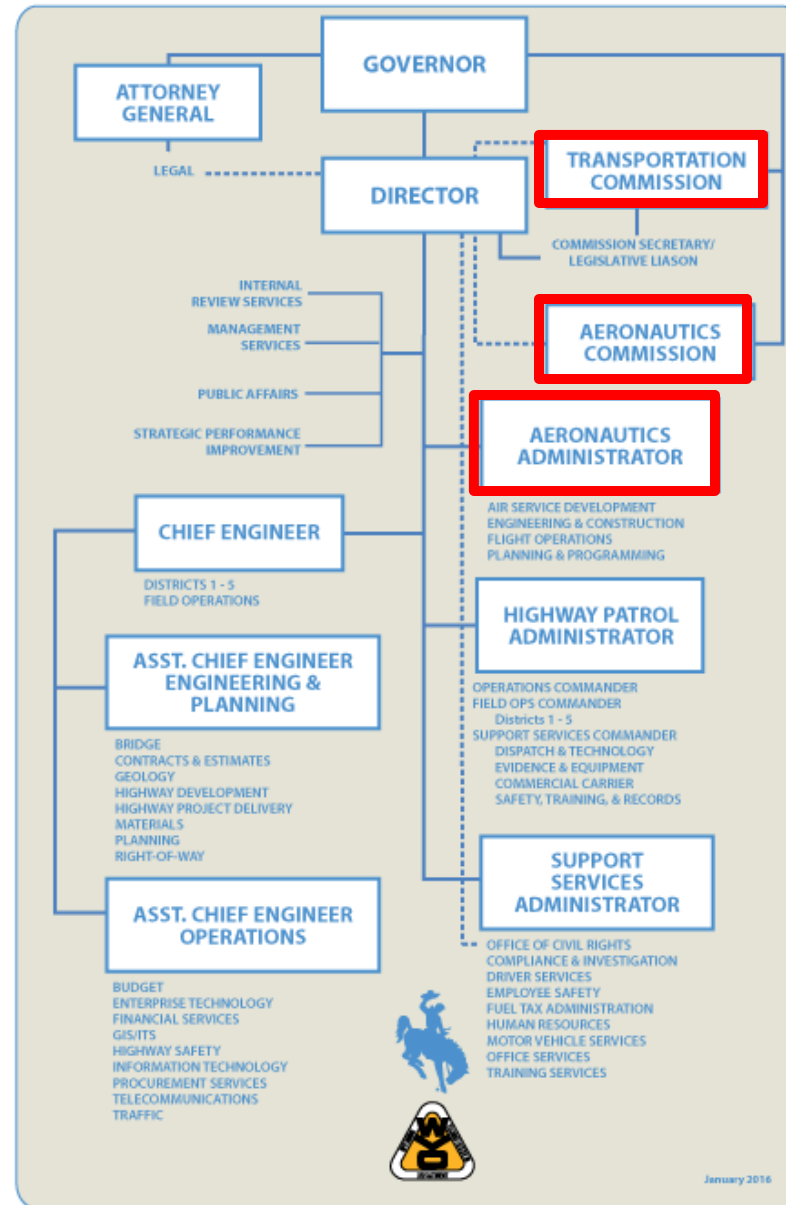 GOVERNOR
ATTORNEY
GENERAL
LEGAL
DIRECTOR
TRANSPORTATION
COMMISSION
COMMISSION SECRETARY/
LEGISLATIVE LIASON
INTERNAL
REVIEW SERVICES
MANAGEMENT
SERVICES
PUBLIC AFFAIRS
STRATEGIC PERFORMANCE
IMPROVEMENT
AERONAUTICS
COMMISSION
AERONAUTICS
ADMINISTRATOR
AIR SERVICE DEVELOPMENT
ENGINEERING & CONSTRUCTION
FLIGHT OPERATIONS
PLANNING & PROGRAMMING
CHIEF ENGINEER
DISTRICTS 1 - 5
FIELD OPERATIONS
HIGHWAY PATROL
ADMINISTRATOR
OPERATIONS COMMANDER
FIELD OPS COMMANDER
Districts 1 - 5
SUPPORT SERVICES COMMANDER
DISPATCH & TECHNOLOGY
EVIDENCE & EQUIPMENT
COMMERCIAL CARRIER
SAFETY, TRAINING, & RECORDS
ASST. CHIEF ENGINEER
ENGINEERING &
PLANNING
BRIDGE
CONTRACTS & ESTIMATES
GEOLOGY
HIGHWAY DEVELOPMENT
HIGHWAY PROJECT DELIVERY
MATERIALS
PLANNING
RIGHT-OF-WAY
SUPPORT
SERVICES
ADMINISTRATOR
OFFICE OF CIVIL RIGHTS
COMPLIANCE & INVESTIGATION
DRIVER SERVICES
EMPLOYEE SAFETY
FUEL TAX ADMINISTRATION
HUMAN RESOURCES
MOTOR VEHICLE SERVICES
OFFICE SERVICES
TRAINING SERVICES
ASST. CHIEF ENGINEER
OPERATIONS
BUDGET
ENTERPRISE TECHNOLOGY
FINANCIAL SERVICES
GIS/ITS
HIGHWAY SAFETY
INFORMATION TECHNOLOGY
PROCUREMENT SERVICES
TELECOMMUNICATIONS
TRAFFIC
WYO
January 2016